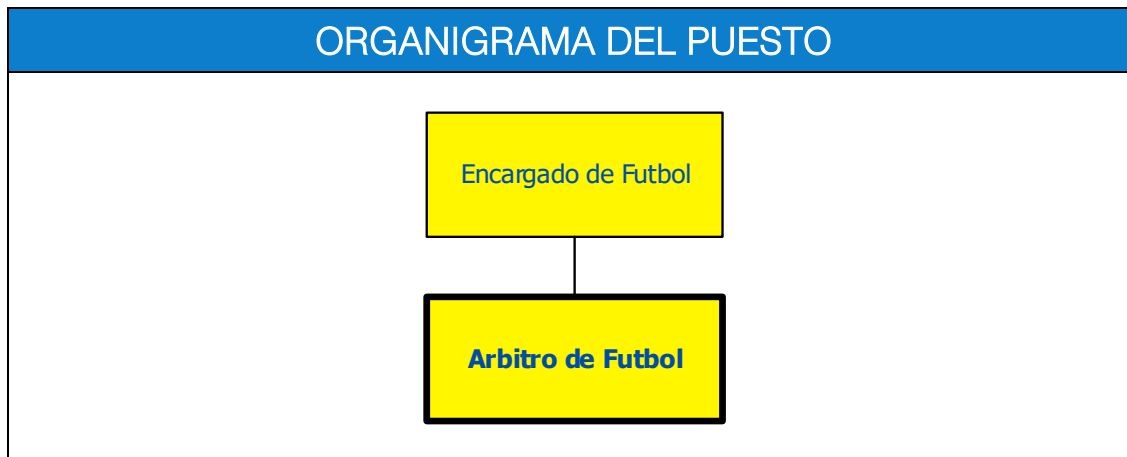 ORGANIGRAMA DEL PUESTO
Encargado de Futbol
Arbitro de Futbol